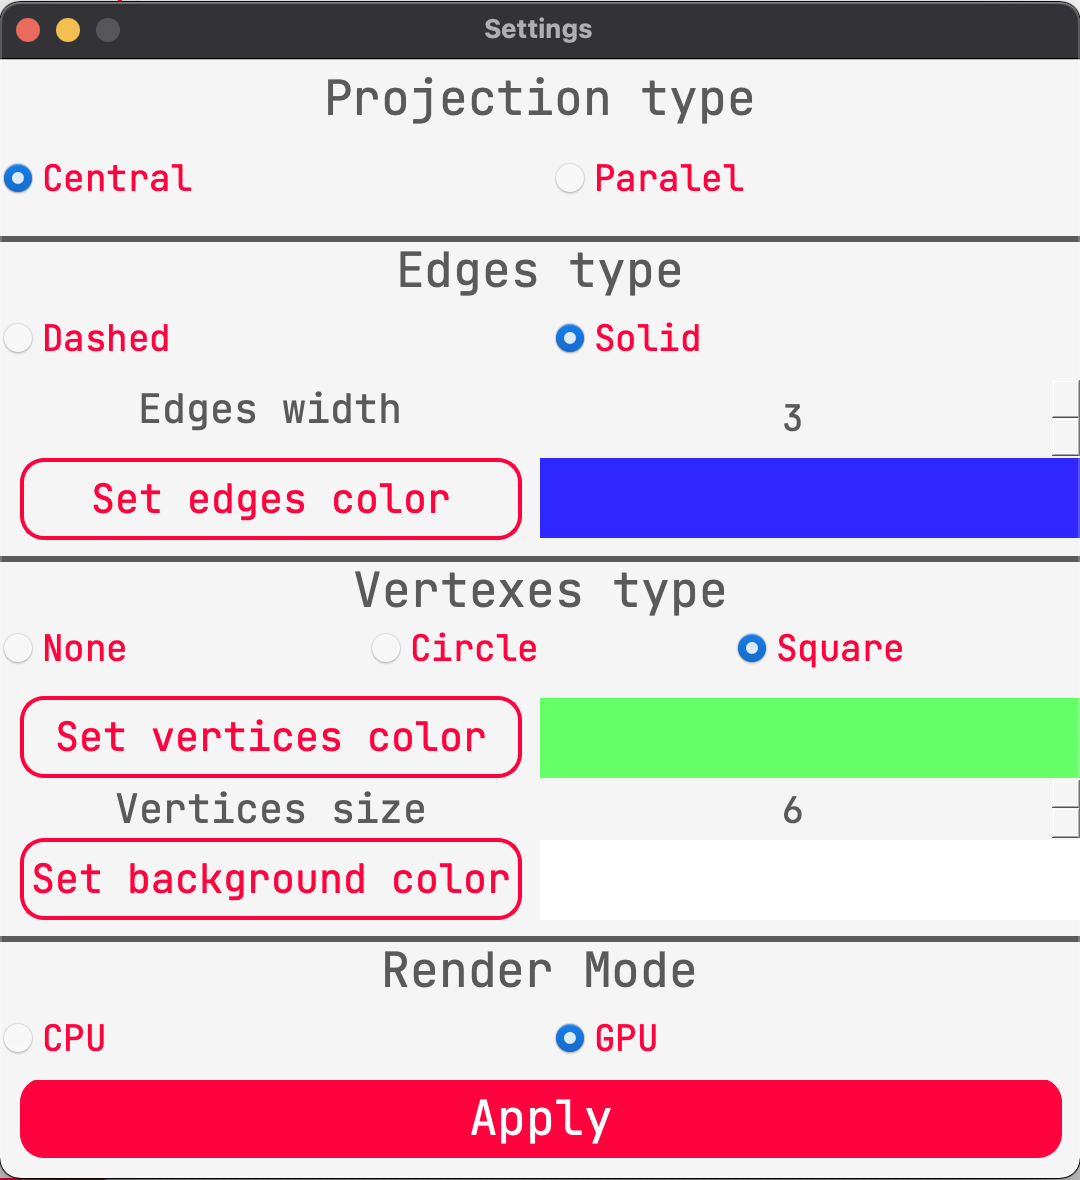 Settings
Projection type
Central Paralel
Edges type
Dashed Solid
Edges width 3
Set edges color
Vertexes type
None Circle Square
Set vertices color
Vertices size 6
Set background color
Render Mode
CPU GPU
Apply